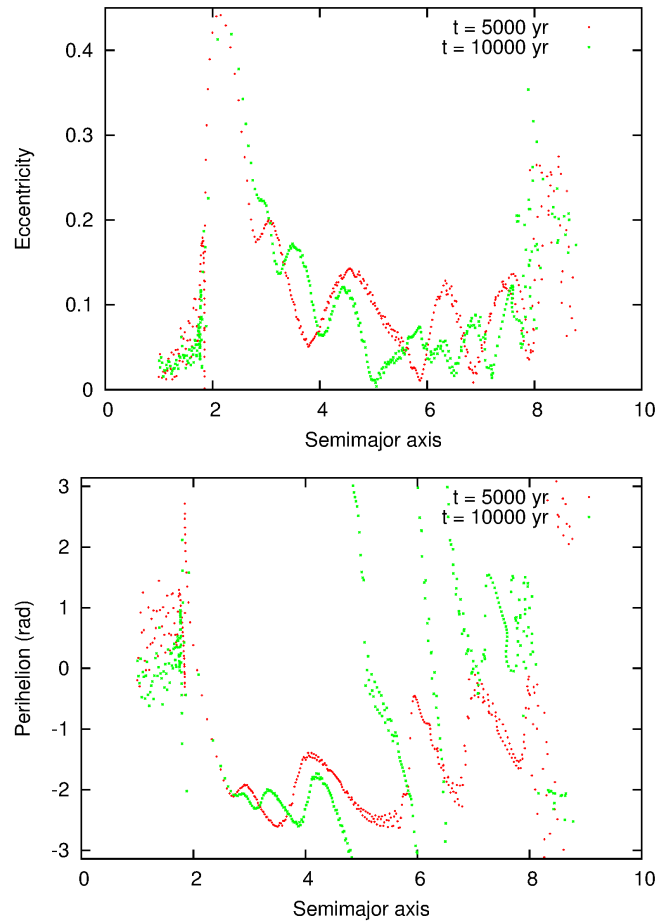 0.4
0.3
0.2
0.1
0
Eccentricity
t = 5000 yr
t = 10000 yr
0 2 4 6 8 10
Semimajor axis
3
2
1
0
-1
-2
-3
Perihelion (rad)
t = 5000 yr
t = 10000 yr
0 2 4 6 8 10
Semimajor axis